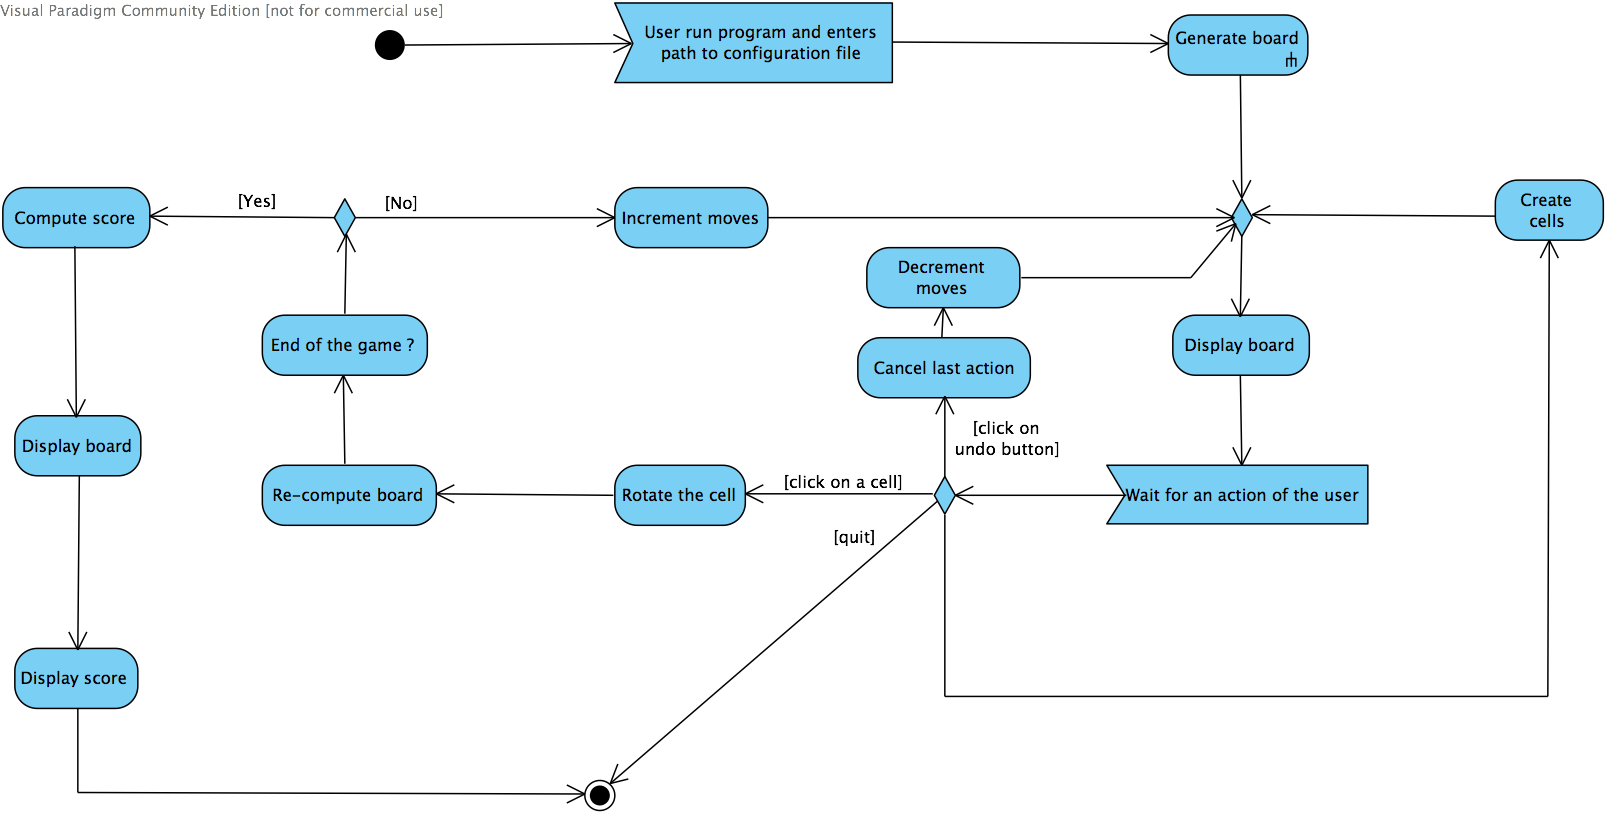 Visual Paradigm Community Edition [not for commercial use]
User run program and enters
path to configuration file
Generate board
[Yes]
[No]
Compute score
Increment moves
Create
cells
Decrement
moves
End of the game ?
Cancel last action
Display board
[click on
undo button]
Display board
Re-compute board
Rotate the cell
[click on a cell]
Wait for an action of the user
[quit]
Display score